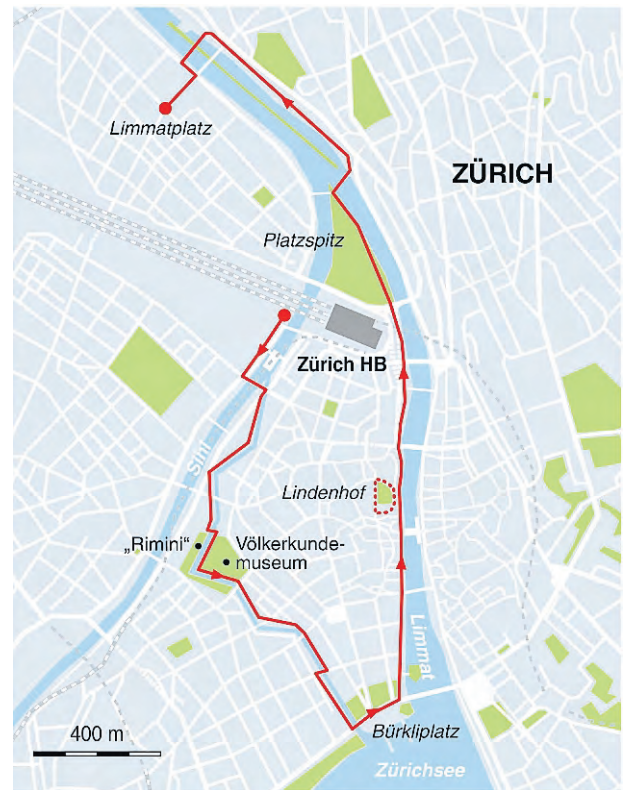 Limmatplatz
ZÜRICH
Platzspitz
Zürich HB
Sihl
Lindenhof
„Rimini“
Völkerkunde-
museum
Limmat
400 m
Bürkliplatz
Zürichsee